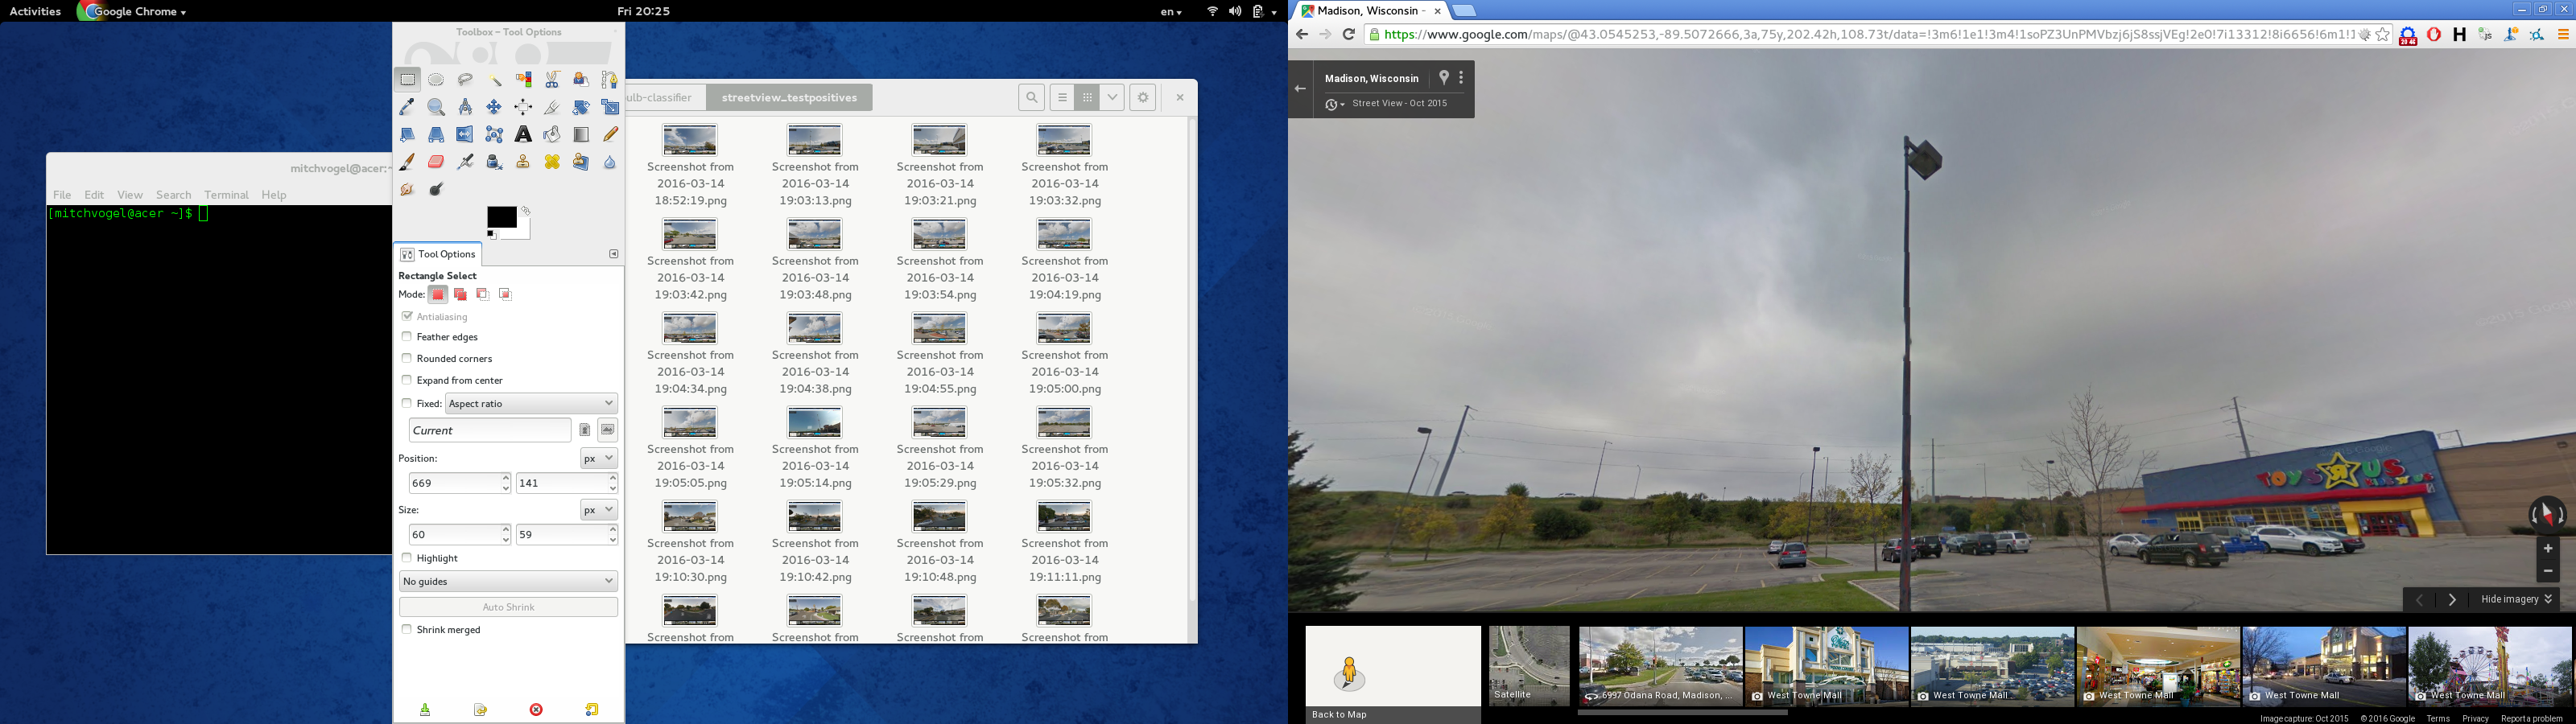 Activities
Google Chrome
Fri 20:25
en
Toolbox – Tool Options
mitchvogel@acer:~
File Edit View Search Terminal Help
[mitchvogel@acer ~]$
Tool Options
Rectangle Select
Mode:
Antialiasing
Feather edges
Rounded corners
Expand from center
Fixed: Aspect ratio
Current
Position: px
669 141
Size: px
60 59
Highlight
No guides
Auto Shrink
Shrink merged
ulb-classifier streetview_testpositives
Screenshot from 2016-03-14 18:52:19.png
Screenshot from 2016-03-14 19:03:13.png
Screenshot from 2016-03-14 19:03:21.png
Screenshot from 2016-03-14 19:03:32.png
Screenshot from 2016-03-14 19:03:42.png
Screenshot from 2016-03-14 19:03:48.png
Screenshot from 2016-03-14 19:03:54.png
Screenshot from 2016-03-14 19:04:19.png
Screenshot from 2016-03-14 19:04:34.png
Screenshot from 2016-03-14 19:04:38.png
Screenshot from 2016-03-14 19:04:55.png
Screenshot from 2016-03-14 19:05:00.png
Screenshot from 2016-03-14 19:05:05.png
Screenshot from 2016-03-14 19:05:14.png
Screenshot from 2016-03-14 19:05:29.png
Screenshot from 2016-03-14 19:05:32.png
Screenshot from 2016-03-14 19:10:30.png
Screenshot from 2016-03-14 19:10:42.png
Screenshot from 2016-03-14 19:10:48.png
Screenshot from 2016-03-14 19:11:11.png
Screenshot from
Screenshot from
Screenshot from
Screenshot from
Madison, Wisconsin -
https://www.google.com/maps/@43.0545253,-89.5072666,3a,75y,202.42h,108.73t/data=!3m6!1e1!3m4!1soPZ3UnPMVbzj6jS8ssjVEg!2e0!7i13312!8i6656!6m1!1
20:46
Madison, Wisconsin
Street View - Oct 2015
TOYS R US
Hide imagery
Back to Map
Satellite
6997 Odana Road, Madison, ...
West Towne Mall
West Towne Mall
West Towne Mall
West Towne Mall
West Towne Mall
Image capture: Oct 2015 © 2016 Google Terms Privacy Report a problem